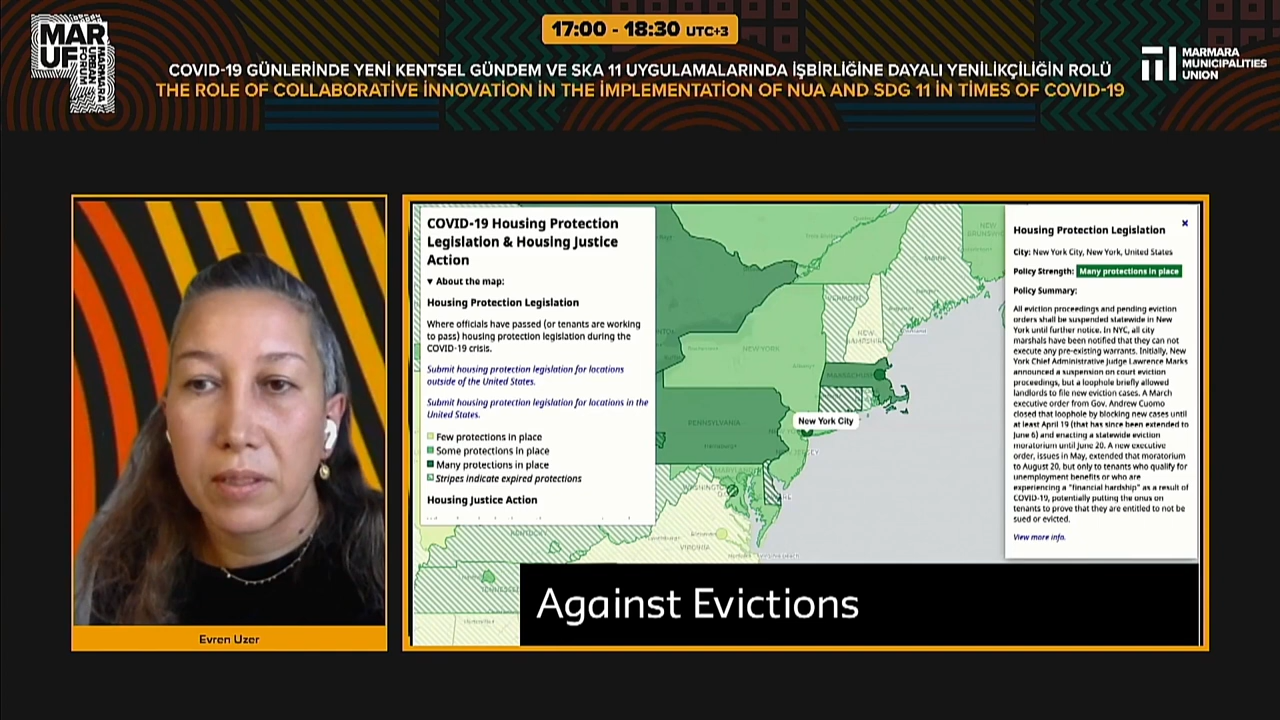 17:00 - 18:30 UTC+3
MAR
UF
MARMARA
URBAN
FORUM
COVID-19 GÜNLERİNDE YENİ KENTSEL GÜNDEM VE SKA 11 UYGULAMALARINDA İŞBİRLİĞİNE DAYALI YENİLİKÇİLİĞİN ROLÜ
THE ROLE OF COLLABORATIVE İNNOVATION IN THE İMPLEMENTATION OF NUA AND SDG 11 İN TİMES OF COVID-19
MARMARA
MUNICIPALITIES
UNION
COVID-19 Housing Protection
Legislation & Housing Justice
Action
▼ About the map:
Housing Protection Legislation
Where officials have passed (or tenants are working
to pass) housing protection legislation during the
COVID-19 crisis.
Submit housing protection legislation for locations
outside of the United States.
Submit housing protection legislation for locations in the
United States.
Few protections in place
Some protections in place
Many protections in place
Stripes indicate expired protections
Housing Justice Action
MAINE
VERMONT
NEW
HAMPSHIRE
NEW YORK
PENNSYLVANIA
New York City
VIRGINIA
KENTUCKY
x
Housing Protection Legislation
City: New York City, New York, United States
Policy Strength: Many protections in place
Policy Summary:
All eviction proceedings and pending eviction
orders shall be suspended statewide in New
York until further notice. In NYC, all city
marshals have been notified that they can not
execute any pre-existing warrants. Initially, New
York Chief Administrative Judge Lawrence Marks
announced a suspension on court eviction
proceedings, but a loophole briefly allowed
landlords to file new eviction cases. A March
executive order from Gov. Andrew Cuomo
closed that loophole by blocking new cases until
at least April 19 (that has since been extended to
June 6) and enacting a statewide eviction
moratorium until June 20. A new executive
order, issues in May, extended that moratorium
to August 20, but only to tenants who qualify for
unemployment benefits or who are
experiencing a "financial hardship" as a result of
COVID-19, potentially putting the onus on
tenants to prove that they are entitled to not be
sued or evicted.
View more info.
Against Evictions
Evren Uzer